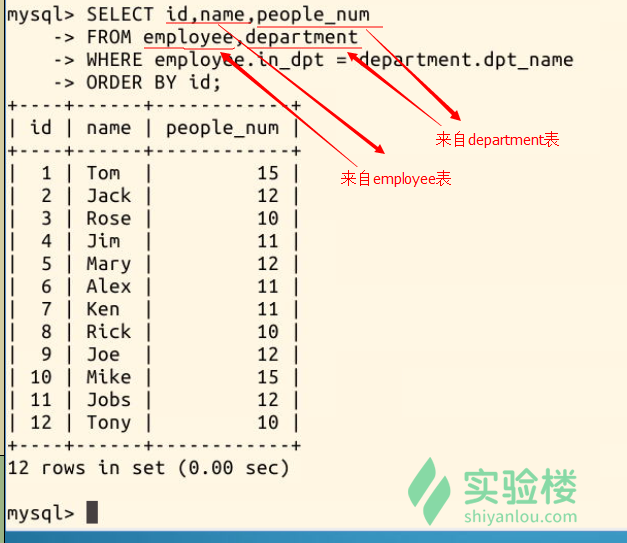 mysql> SELECT id,name,people_num
    -> FROM employee,department
    -> WHERE employee.in_dpt = department.dpt_name
    -> ORDER BY id;
+----+------+------------+
| id | name | people_num |
+----+------+------------+
|  1 | Tom  |         15 |
|  2 | Jack |         12 |
|  3 | Rose |         10 |
|  4 | Jim  |         11 |
|  5 | Mary |         12 |
|  6 | Alex |         11 |
|  7 | Ken  |         11 |
|  8 | Rick |         10 |
|  9 | Joe  |         12 |
| 10 | Mike |         15 |
| 11 | Jobs |         12 |
| 12 | Tony |         10 |
+----+------+------------+
12 rows in set (0.00 sec)
mysql>
来自department表
来自employee表
实验楼
shiyanlou.com